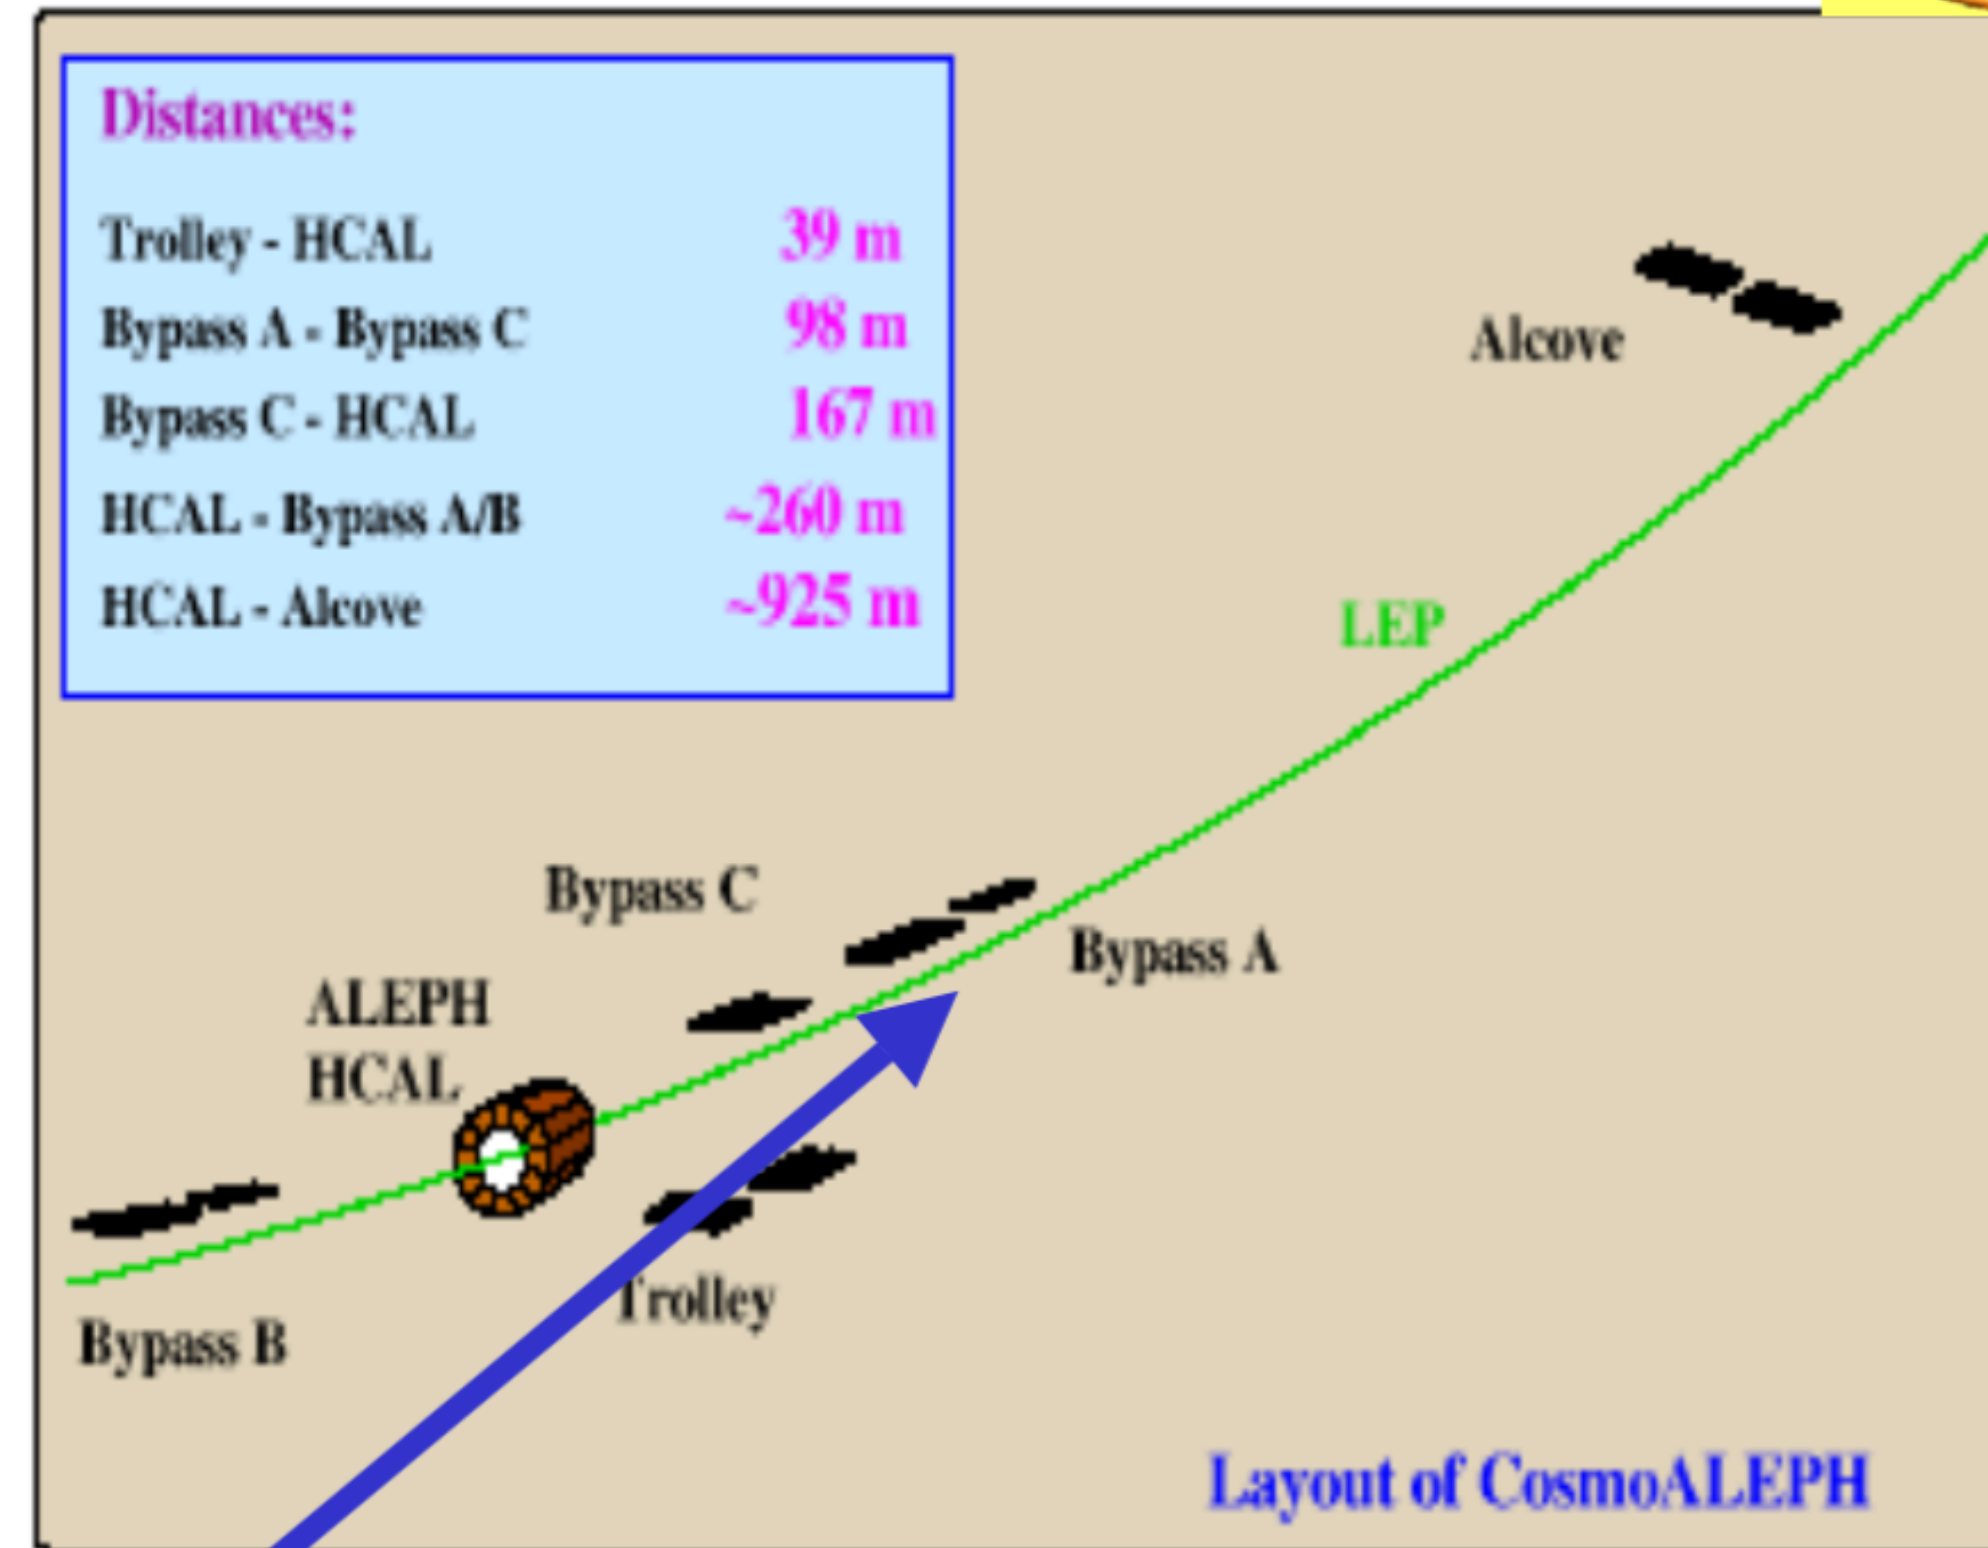 Distances:
Trolley - HCAL 39 m
Bypass A - Bypass C 98 m
Bypass C - HCAL 167 m
HCAL - Bypass A/B ~260 m
HCAL - Alcove ~925 m
Alcove
LEP
Bypass C
Bypass A
ALEPH
HCAL
Trolley
Bypass B
Layout of CosmoALEPH